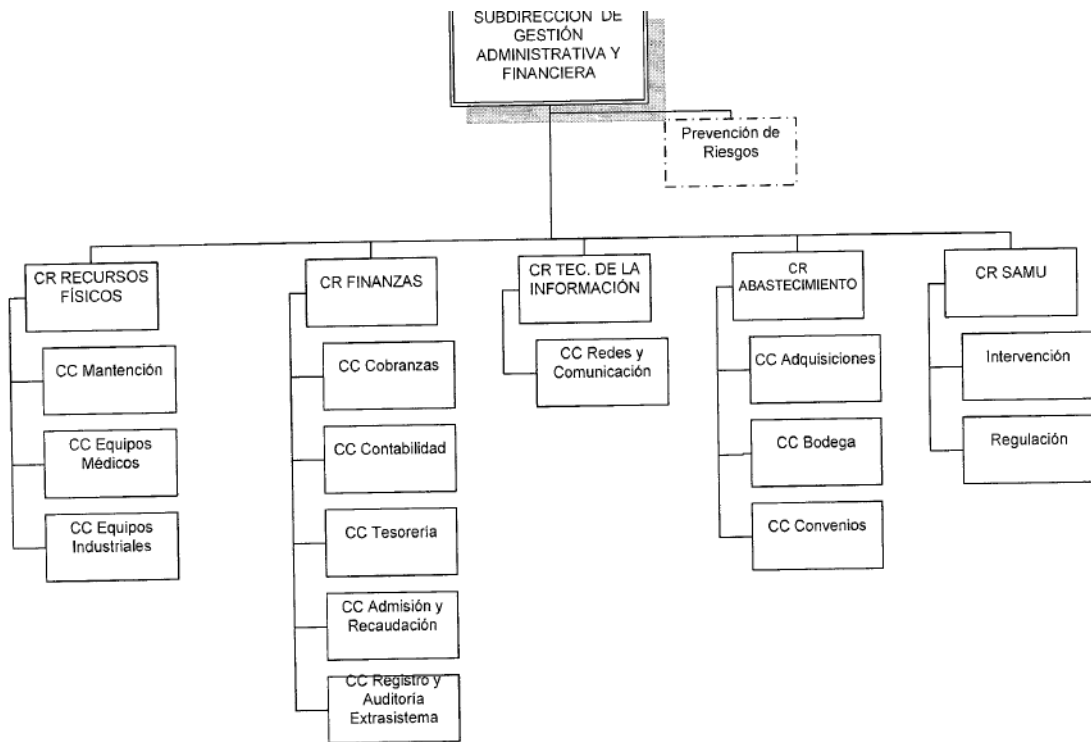 SUBDIRECCIÓN DE
GESTIÓN
ADMINISTRATIVA Y
FINANCIERA
Prevención de
Riesgos
CR RECURSOS
FÍSICOS
CC Mantención
CC Equipos
Médicos
CC Equipos
Industriales
CR FINANZAS
CC Cobranzas
CC Contabilidad
CC Tesorería
CC Admisión y
Recaudación
CC Registro y
Auditoría
Extrasistema
CR TEC. DE LA
INFORMACIÓN
CC Redes y
Comunicación
CR
ABASTECIMIENTO
CC Adquisiciones
CC Bodega
CC Convenios
CR SAMU
Intervención
Regulación